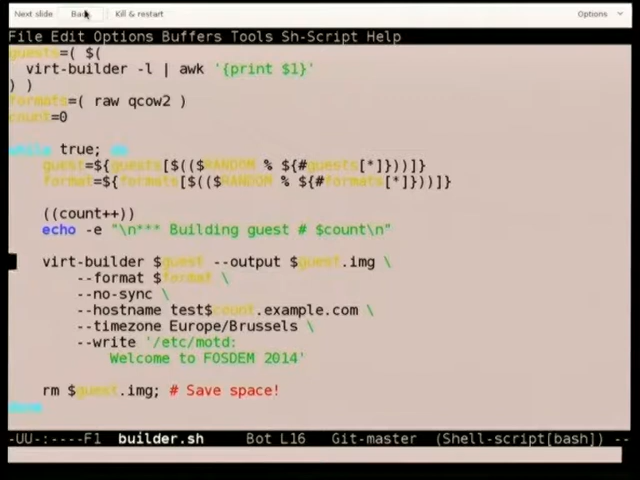 Next slide Back Kill & restart Options
File Edit Options Buffers Tools Sh-Script Help
guests=( $(
virt-builder -l | awk '{print $1}'
) )
formats=( raw qcow2 )
count=0
while true; do
guest=${guests[$(($RANDOM % ${#guests[*]}))]}
format=${formats[$(($RANDOM % ${#formats[*]}))]}
((count++))
echo -e "\n*** Building guest # $count\n"
virt-builder $guest --output $guest.img \
--format $format \
--no-sync \
--hostname test$count.example.com \
--timezone Europe/Brussels \
--write '/etc/motd:
Welcome to FOSDEM 2014'
rm $guest.img; # Save space!
done
-UU-:----F1 builder.sh Bot L16 Git-master (Shell-script[bash]) --